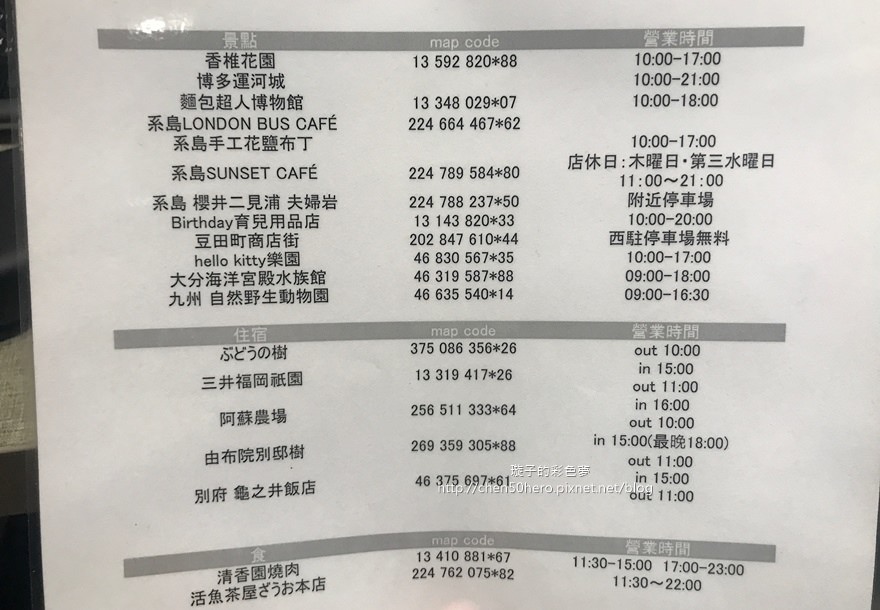 景點 map code 營業時間
香椎花園 13 592 820*88 10:00-17:00
博多運河城 10:00-21:00
麵包超人博物館 13 348 029*07 10:00-18:00
糸島LONDON BUS CAFÉ 224 664 467*62
糸島手工花鹽布丁 10:00-17:00
店休日:木曜日・第三水曜日
糸島SUNSET CAFÉ 224 789 584*80
11:00~21:00
糸島 櫻井二見浦 夫婦岩 224 788 237*50 附近停車場
Birthday育兒用品店 13 143 820*33 10:00-20:00
豆田町商店街 202 847 610*44 西駐停車場無料
hello kitty樂園 46 830 567*35 10:00-17:00
大分海洋宮殿水族館 46 319 587*88 09:00-18:00
九州 自然野生動物園 46 635 540*14 09:00-16:30
住宿 map code 營業時間
ぶどうの樹 375 086 356*26 out 10:00
in 15:00
三井福岡祇園 13 319 417*26 out 11:00
in 16:00
阿蘇農場 256 511 333*64 out 10:00
in 15:00(最晚18:00)
由布院別邸樹 269 359 305*88 out 11:00
in 15:00
別府 龜之井飯店 46 375 697*61 out 11:00
璇子的彩色夢
http://chen50hero.pixnet.net/blog
食 map code 營業時間
清香園燒肉 13 410 881*67 11:30-15:00 17:00-23:00
活魚茶屋ざうお本店 224 762 075*82 11:30~22:00